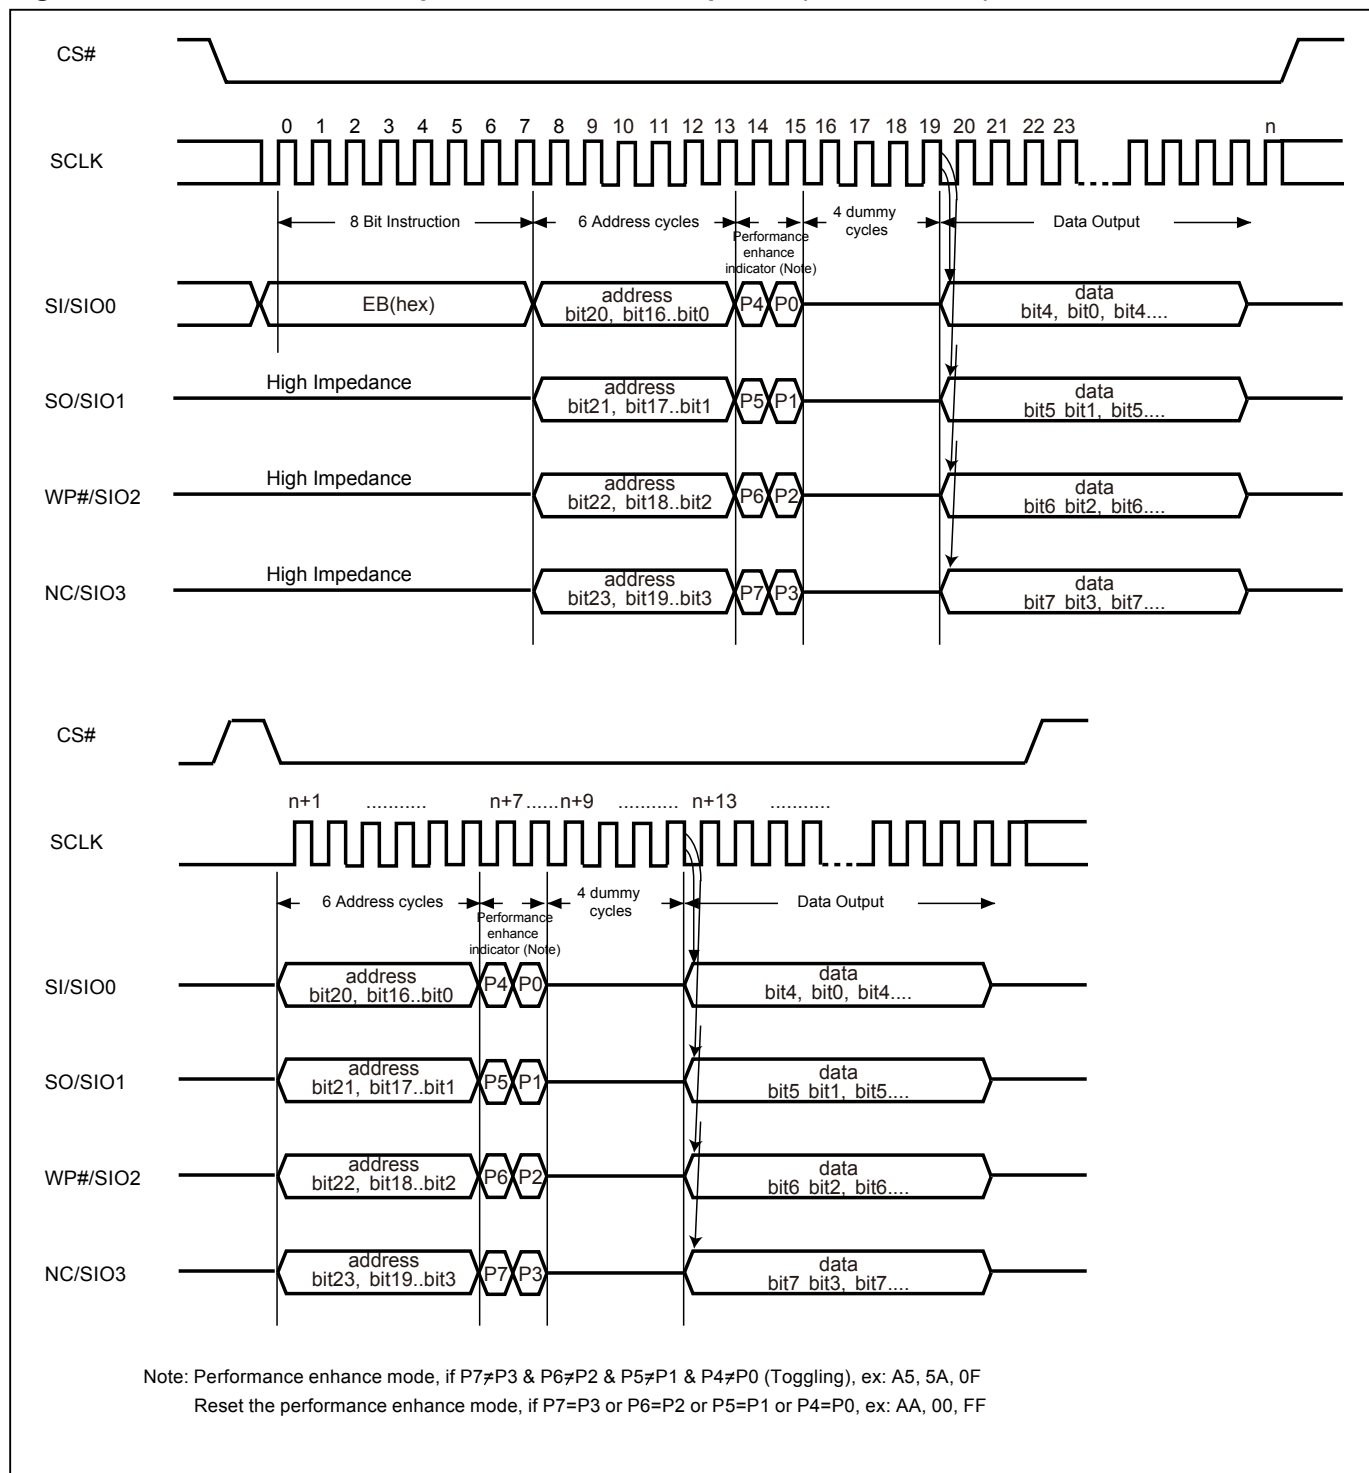 CS#
0 1 2 3 4 5 6 7 8 9 10 11 12 13 14 15 16 17 18 19 20 21 22 23 n
SCLK
8 Bit Instruction
6 Address cycles
Performance
enhance
indicator (Note)
4 dummy
cycles
Data Output
SI/SIO0
EB(hex)
address
bit20, bit16..bit0
P4 P0
data
bit4, bit0, bit4....
SO/SIO1
High Impedance
address
bit21, bit17..bit1
P5 P1
data
bit5 bit1, bit5....
WP#/SIO2
High Impedance
address
bit22, bit18..bit2
P6 P2
data
bit6 bit2, bit6....
NC/SIO3
High Impedance
address
bit23, bit19..bit3
P7 P3
data
bit7 bit3, bit7....
CS#
n+1 ........... n+7 ......n+9 ........... n+13 ...........
SCLK
6 Address cycles
Performance
enhance
indicator (Note)
4 dummy
cycles
Data Output
SI/SIO0
address
bit20, bit16..bit0
P4 P0
data
bit4, bit0, bit4....
SO/SIO1
address
bit21, bit17..bit1
P5 P1
data
bit5 bit1, bit5....
WP#/SIO2
address
bit22, bit18..bit2
P6 P2
data
bit6 bit2, bit6....
NC/SIO3
address
bit23, bit19..bit3
P7 P3
data
bit7 bit3, bit7....
Note: Performance enhance mode, if P7≠P3 & P6≠P2 & P5≠P1 & P4≠P0 (Toggling), ex: A5, 5A, 0F
Reset the performance enhance mode, if P7=P3 or P6=P2 or P5=P1 or P4=P0, ex: AA, 00, FF